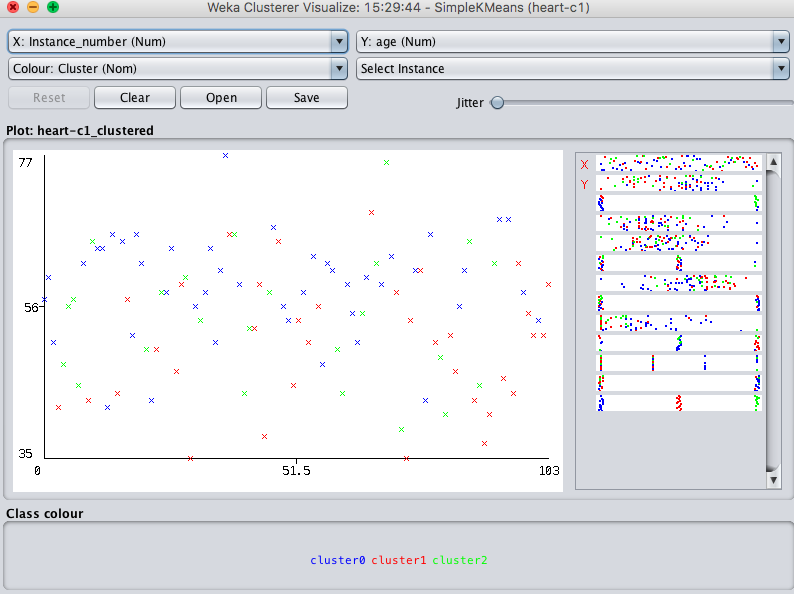 Weka Clusterer Visualize: 15:29:44 - SimpleKMeans (heart-c1)
X: Instance_number (Num) Y: age (Num)
Colour: Cluster (Nom) Select Instance
Reset Clear Open Save Jitter
Plot: heart-c1_clustered
77
56
35
0 51.5 103
X
Y
Class colour
cluster0 cluster1 cluster2